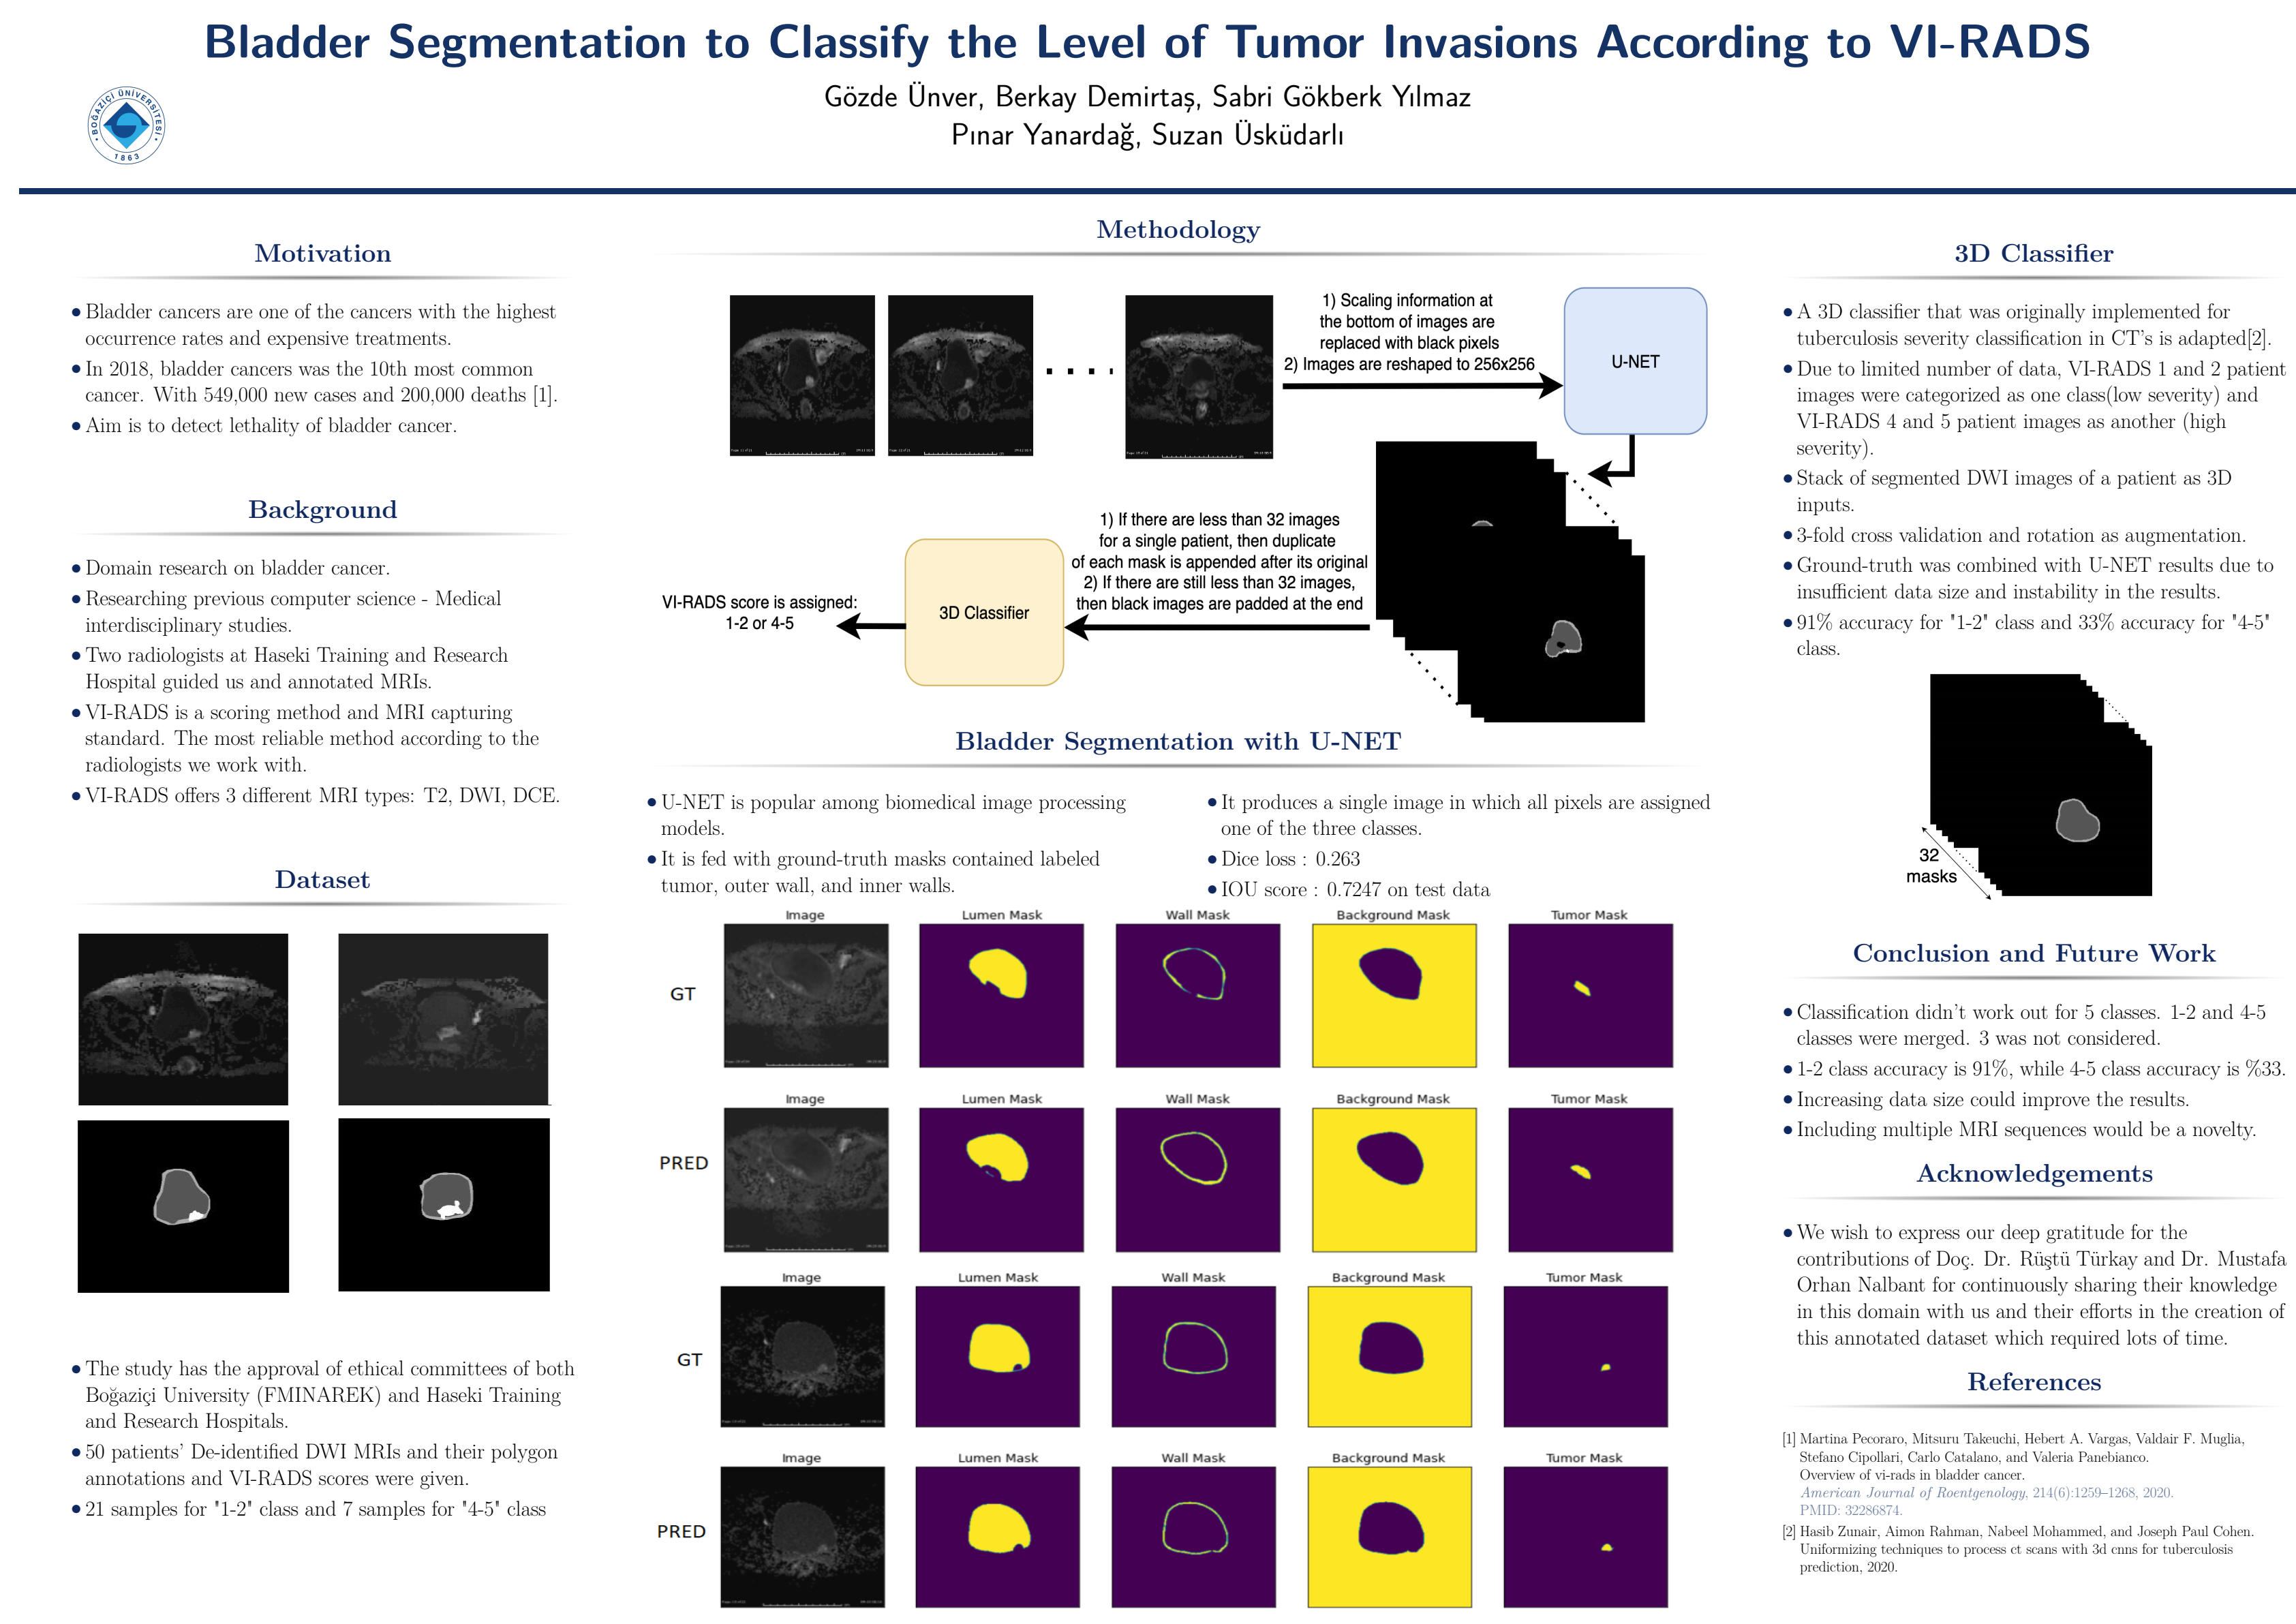 Bladder Segmentation to Classify the Level of Tumor Invasions According to VI-RADS
Gözde Ünver, Berkay Demirtaş, Sabri Gökberk Yılmaz
Pınar Yanardağ, Suzan Üsküdarlı
BOĞAZİÇİ ÜNİVERSİTESİ
1863
Motivation
• Bladder cancers are one of the cancers with the highest
occurrence rates and expensive treatments.
• In 2018, bladder cancers was the 10th most common
cancer. With 549,000 new cases and 200,000 deaths [1].
• Aim is to detect lethality of bladder cancer.
Background
• Domain research on bladder cancer.
• Researching previous computer science - Medical
interdisciplinary studies.
• Two radiologists at Haseki Training and Research
Hospital guided us and annotated MRIs.
• VI-RADS is a scoring method and MRI capturing
standard. The most reliable method according to the
radiologists we work with.
• VI-RADS offers 3 different MRI types: T2, DWI, DCE.
Dataset
• The study has the approval of ethical committees of both
Boğaziçi University (FMINAREK) and Haseki Training
and Research Hospitals.
• 50 patients' De-identified DWI MRIs and their polygon
annotations and VI-RADS scores were given.
• 21 samples for "1-2" class and 7 samples for "4-5" class
Methodology
1) Scaling information at
the bottom of images are
replaced with black pixels
2) Images are reshaped to 256x256
U-NET
1) If there are less than 32 images
for a single patient, then duplicate
of each mask is appended after its original
2) If there are still less than 32 images,
then black images are padded at the end
3D Classifier
VI-RADS score is assigned:
1-2 or 4-5
Bladder Segmentation with U-NET
• U-NET is popular among biomedical image processing
models.
• It is fed with ground-truth masks contained labeled
tumor, outer wall, and inner walls.
• It produces a single image in which all pixels are assigned
one of the three classes.
• Dice loss : 0.263
• IOU score : 0.7247 on test data
Image Lumen Mask Wall Mask Background Mask Tumor Mask
GT
Image Lumen Mask Wall Mask Background Mask Tumor Mask
PRED
Image Lumen Mask Wall Mask Background Mask Tumor Mask
GT
Image Lumen Mask Wall Mask Background Mask Tumor Mask
PRED
3D Classifier
• A 3D classifier that was originally implemented for
tuberculosis severity classification in CT's is adapted[2].
• Due to limited number of data, VI-RADS 1 and 2 patient
images were categorized as one class(low severity) and
VI-RADS 4 and 5 patient images as another (high
severity).
• Stack of segmented DWI images of a patient as 3D
inputs.
• 3-fold cross validation and rotation as augmentation.
• Ground-truth was combined with U-NET results due to
insufficient data size and instability in the results.
• 91% accuracy for "1-2" class and 33% accuracy for "4-5"
class.
32
masks
Conclusion and Future Work
• Classification didn't work out for 5 classes. 1-2 and 4-5
classes were merged. 3 was not considered.
• 1-2 class accuracy is 91%, while 4-5 class accuracy is %33.
• Increasing data size could improve the results.
• Including multiple MRI sequences would be a novelty.
Acknowledgements
• We wish to express our deep gratitude for the
contributions of Doç. Dr. Rüştü Türkay and Dr. Mustafa
Orhan Nalbant for continuously sharing their knowledge
in this domain with us and their efforts in the creation of
this annotated dataset which required lots of time.
References
[1] Martina Pecoraro, Mitsuru Takeuchi, Hebert A. Vargas, Valdair F. Muglia,
Stefano Cipollari, Carlo Catalano, and Valeria Panebianco.
Overview of vi-rads in bladder cancer.
American Journal of Roentgenology, 214(6):1259–1268, 2020.
PMID: 32286874.
[2] Hasib Zunair, Aimon Rahman, Nabeel Mohammed, and Joseph Paul Cohen.
Uniformizing techniques to process ct scans with 3d cnns for tuberculosis
prediction, 2020.